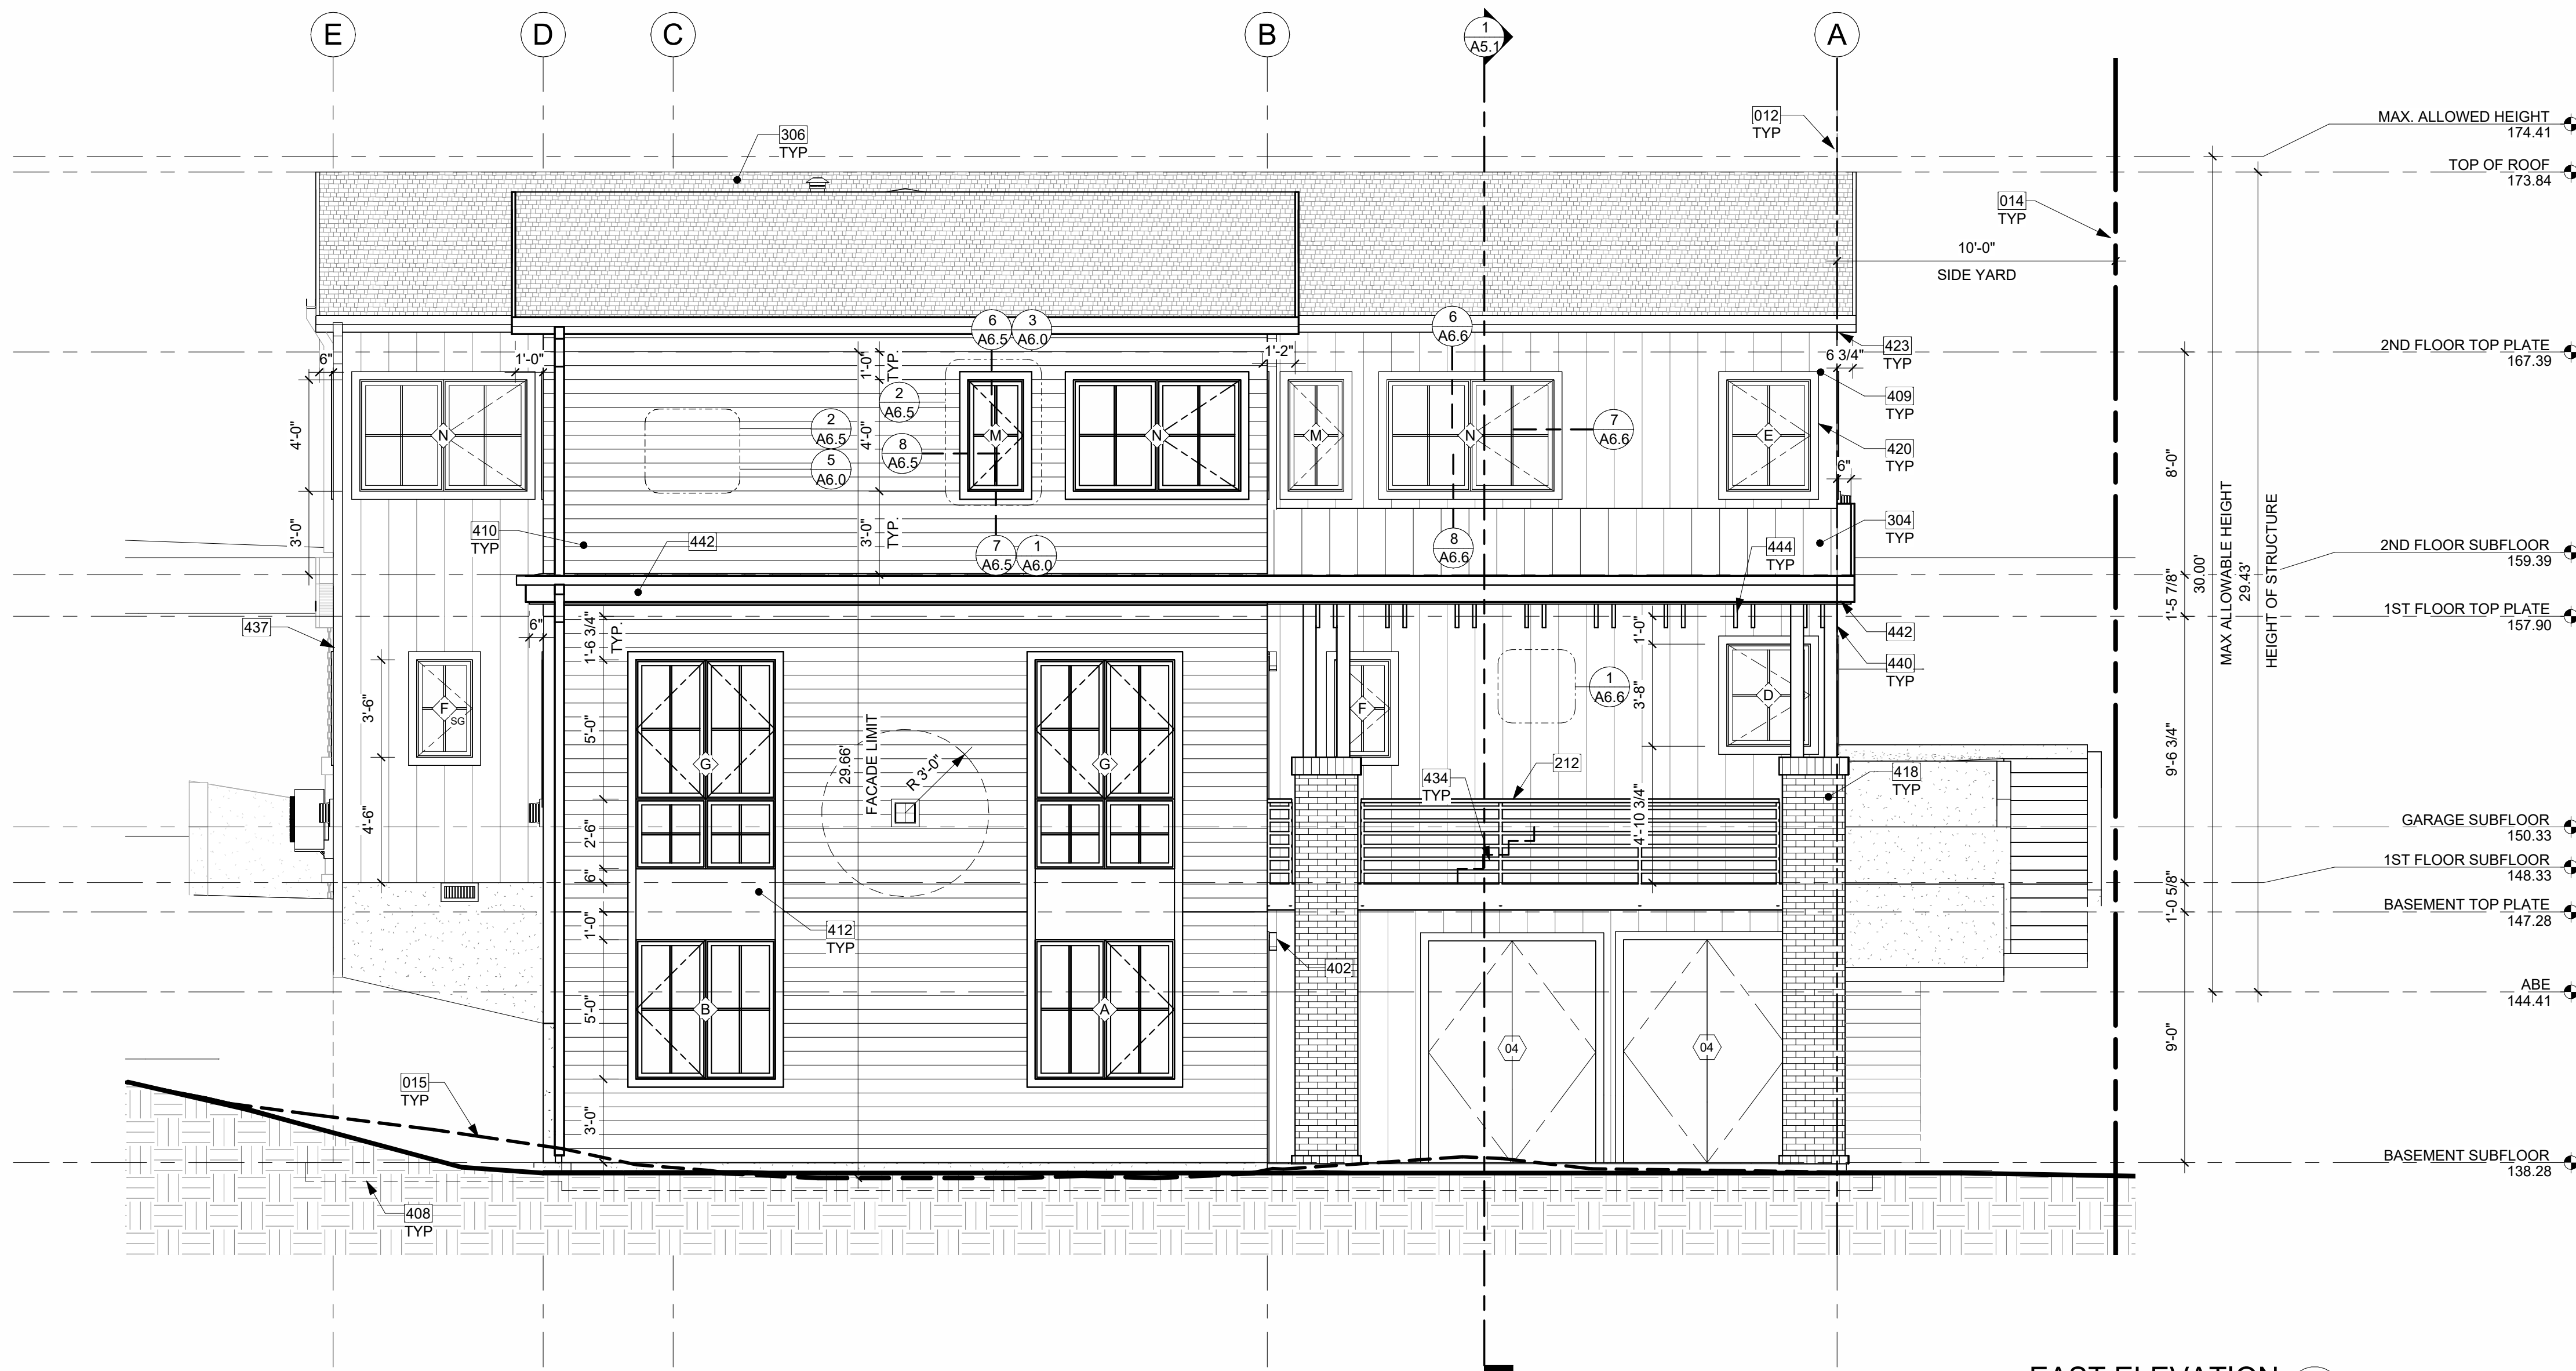 E
D
C
B
1
A5.1
A
306
TYP
012
TYP
MAX. ALLOWED HEIGHT
174.41
TOP OF ROOF
173.84
014
TYP
10'-0"
SIDE YARD
6
A6.5
3
A6.0
6
A6.6
6"
1'-0"
1'-0"
TYP.
1'-2"
423
TYP
6 3/4"
2ND FLOOR TOP PLATE
167.39
409
TYP
2
A6.5
2
A6.5
8
A6.5
5
A6.0
4'-0"
4'-0"
N
M
N
M
N
E
7
A6.6
420
TYP
6"
8'-0"
3'-0"
410
TYP
442
3'-0"
TYP.
7
A6.5
1
A6.0
8
A6.6
444
TYP
304
TYP
2ND FLOOR SUBFLOOR
159.39
MAX ALLOWABLE HEIGHT
30.00'
29.43'
HEIGHT OF STRUCTURE
1'-5 7/8"
1ST FLOOR TOP PLATE
157.90
437
6"
1'-6 3/4"
TYP.
1'-0"
442
440
TYP
3'-6"
F
SG
5'-0"
G
29.66'
FACADE LIMIT
R 3'-0"
G
F
1
A6.6
3'-8"
D
9'-6 3/4"
434
TYP
212
418
TYP
4'-6"
2'-6"
4'-10 3/4"
GARAGE SUBFLOOR
150.33
1ST FLOOR SUBFLOOR
148.33
6"
412
TYP
1'-0"
1'-0 5/8"
BASEMENT TOP PLATE
147.28
402
ABE
144.41
5'-0"
B
A
04
04
9'-0"
015
TYP
3'-0"
BASEMENT SUBFLOOR
138.28
408
TYP
EAST ELEVATION